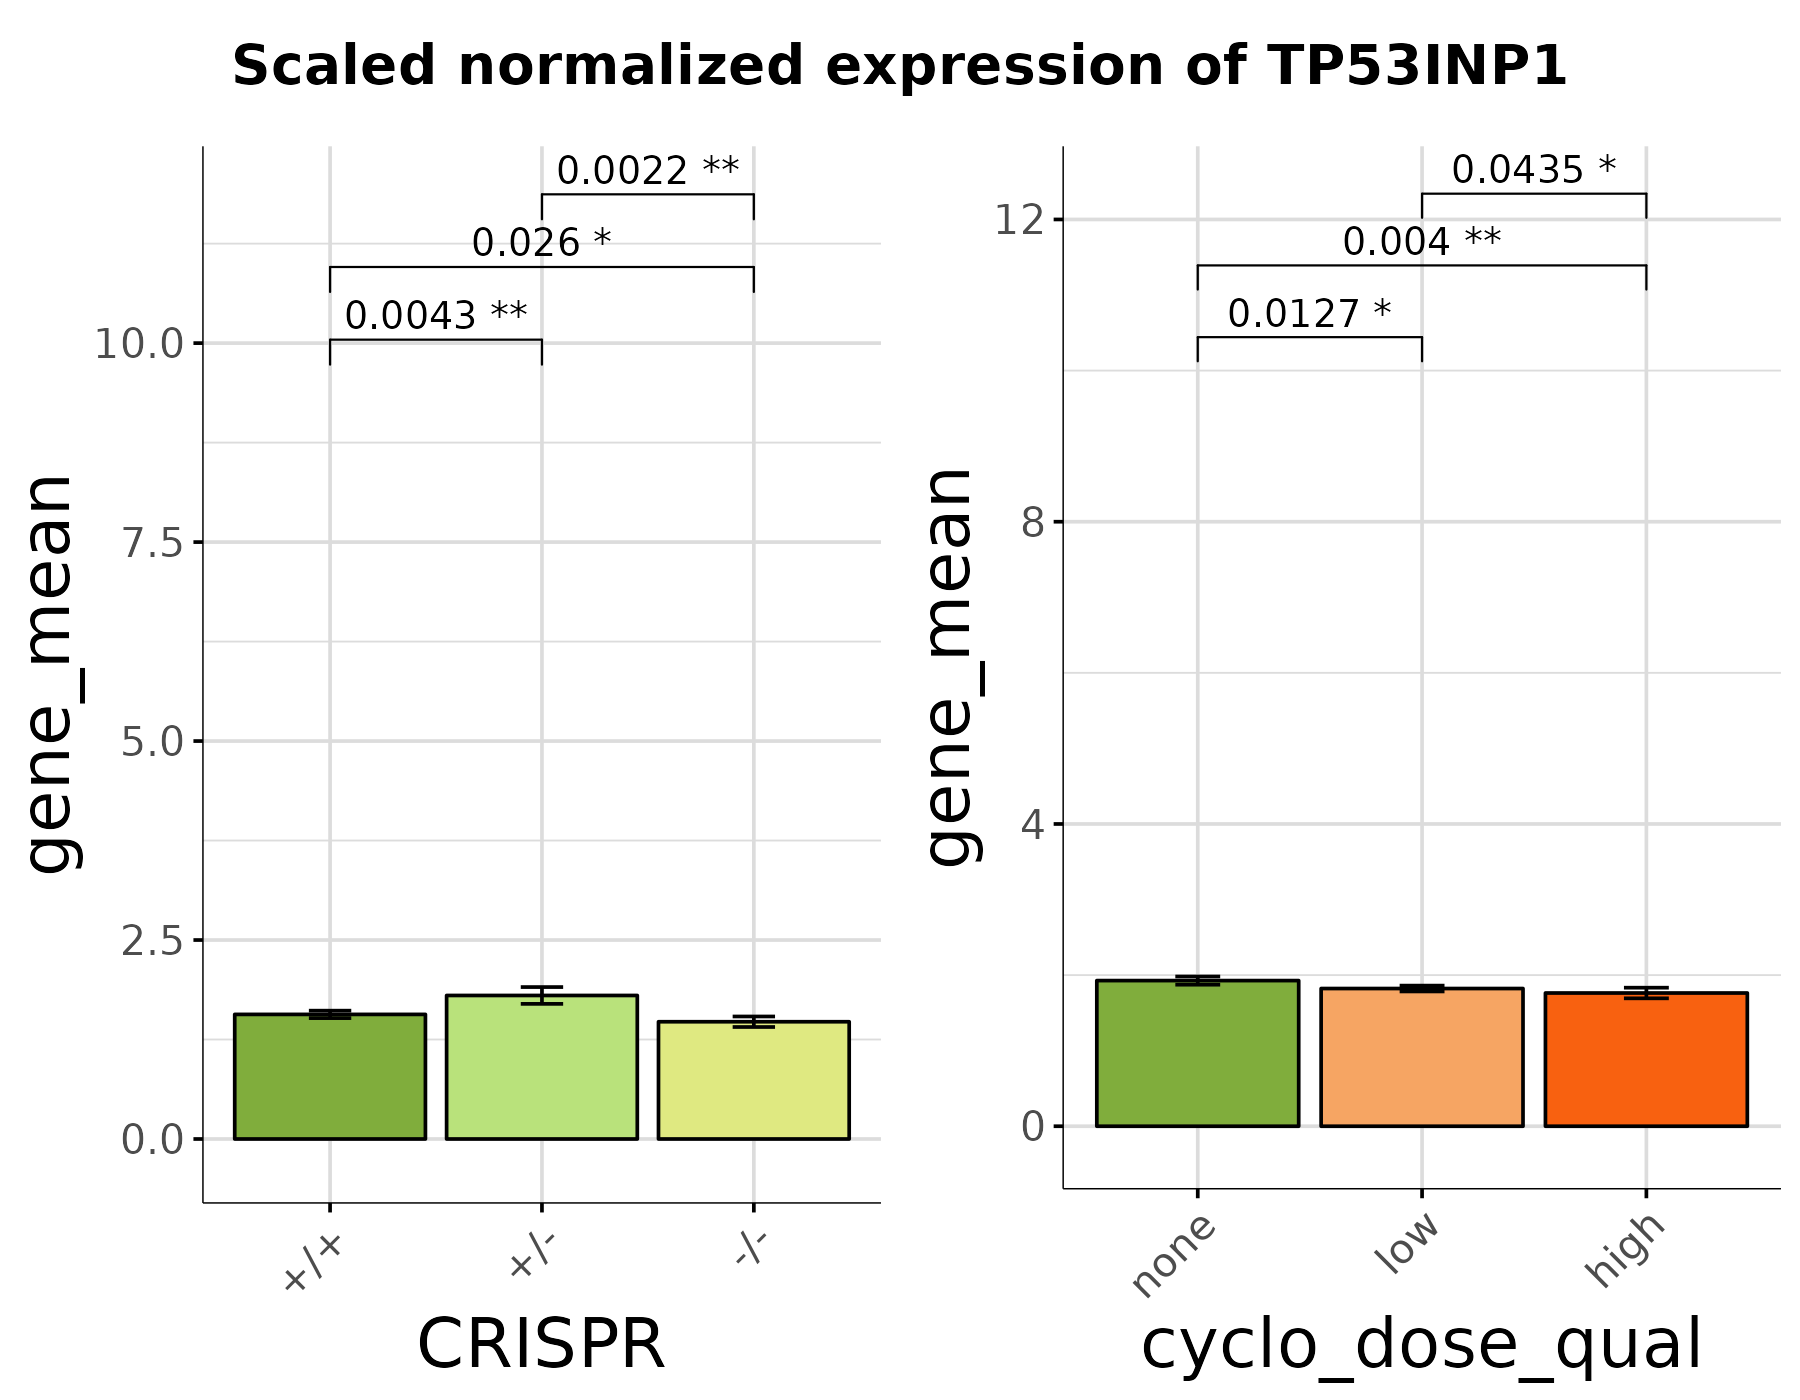 Scaled normalized expression of TP53INP1
gene_mean
10.0
7.5
5.0
2.5
0.0
0.0022 **
0.026 *
0.0043 **
+/+
+/-
-/-
CRISPR
gene_mean
12
8
4
0
0.0435 *
0.004 **
0.0127 *
none
low
high
cyclo_dose_qual